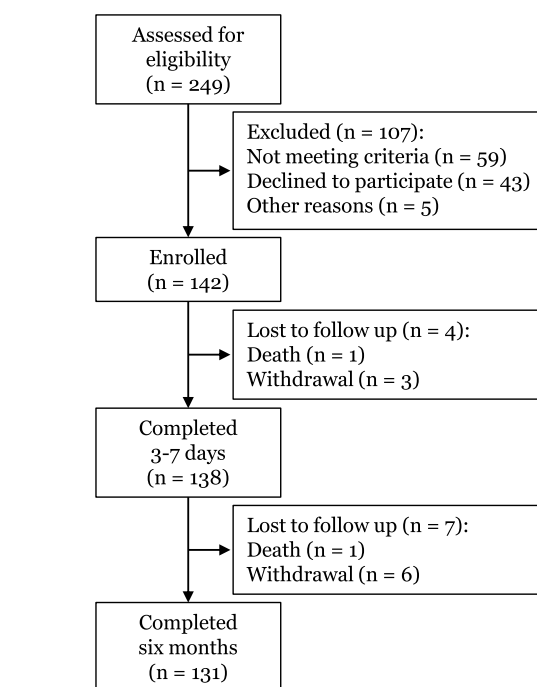 Assessed for
eligibility
(n = 249)
Excluded (n = 107):
Not meeting criteria (n = 59)
Declined to participate (n = 43)
Other reasons (n = 5)
Enrolled
(n = 142)
Lost to follow up (n = 4):
Death (n = 1)
Withdrawal (n = 3)
Completed
3-7 days
(n = 138)
Lost to follow up (n = 7):
Death (n = 1)
Withdrawal (n = 6)
Completed
six months
(n = 131)